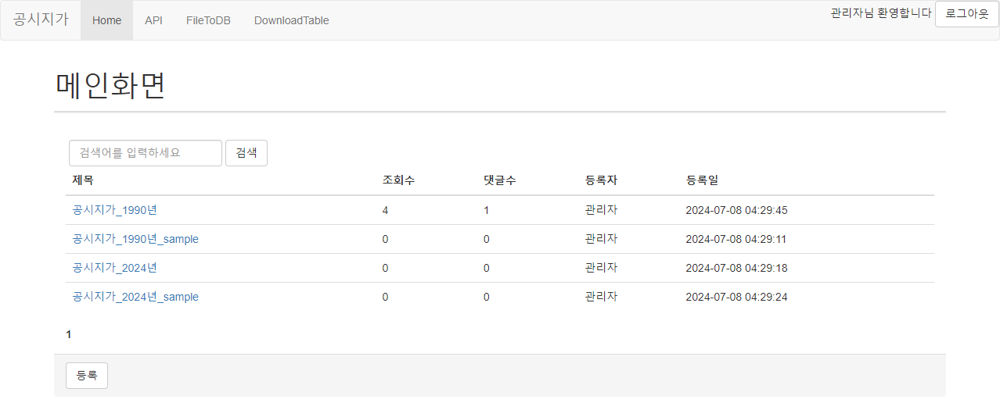 공시지가 Home API FileToDB DownloadTable 관리자님 환영합니다 로그아웃
메인화면
검색어를 입력하세요 검색
제목 조회수 댓글수 등록자 등록일
공시지가_1990년 4 1 관리자 2024-07-08 04:29:45
공시지가_1990년_sample 0 0 관리자 2024-07-08 04:29:11
공시지가_2024년 0 0 관리자 2024-07-08 04:29:18
공시지가_2024년_sample 0 0 관리자 2024-07-08 04:29:24
1
등록